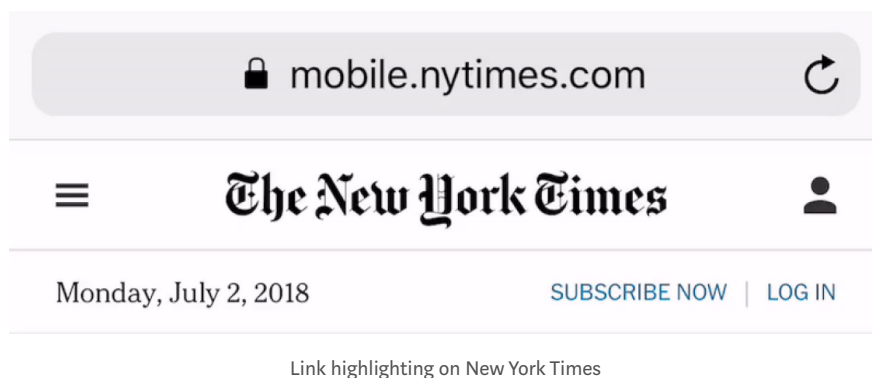 mobile.nytimes.com
The New York Times
Monday, July 2, 2018 SUBSCRIBE NOW | LOG IN
Link highlighting on New York Times